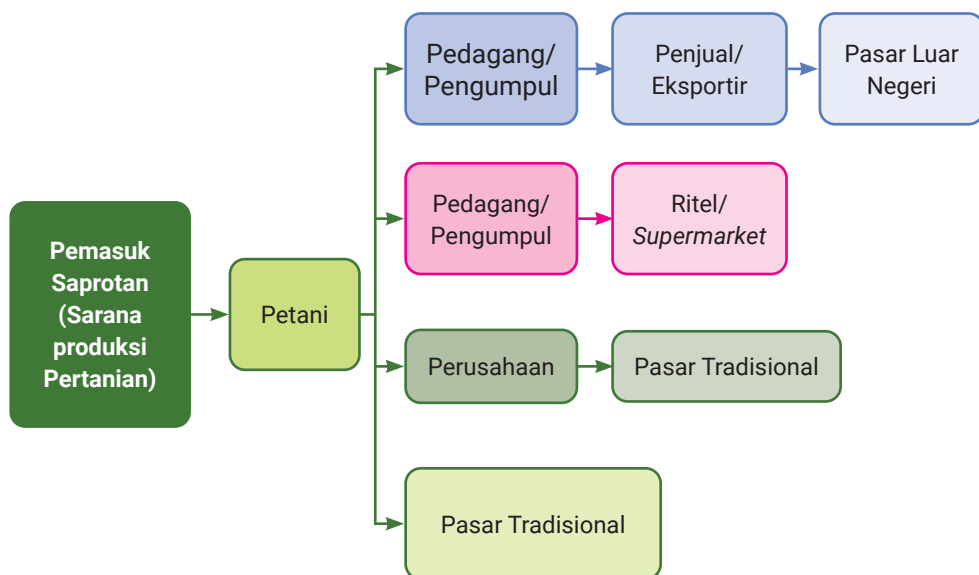 Pemasuk
Saprotan
(Sarana
produksi
Pertanian)
Petani
Pedagang/
Pengumpul
Penjual/
Eksportir
Pasar Luar
Negeri
Pedagang/
Pengumpul
Ritel/
Supermarket
Perusahaan
Pasar Tradisional
Pasar Tradisional